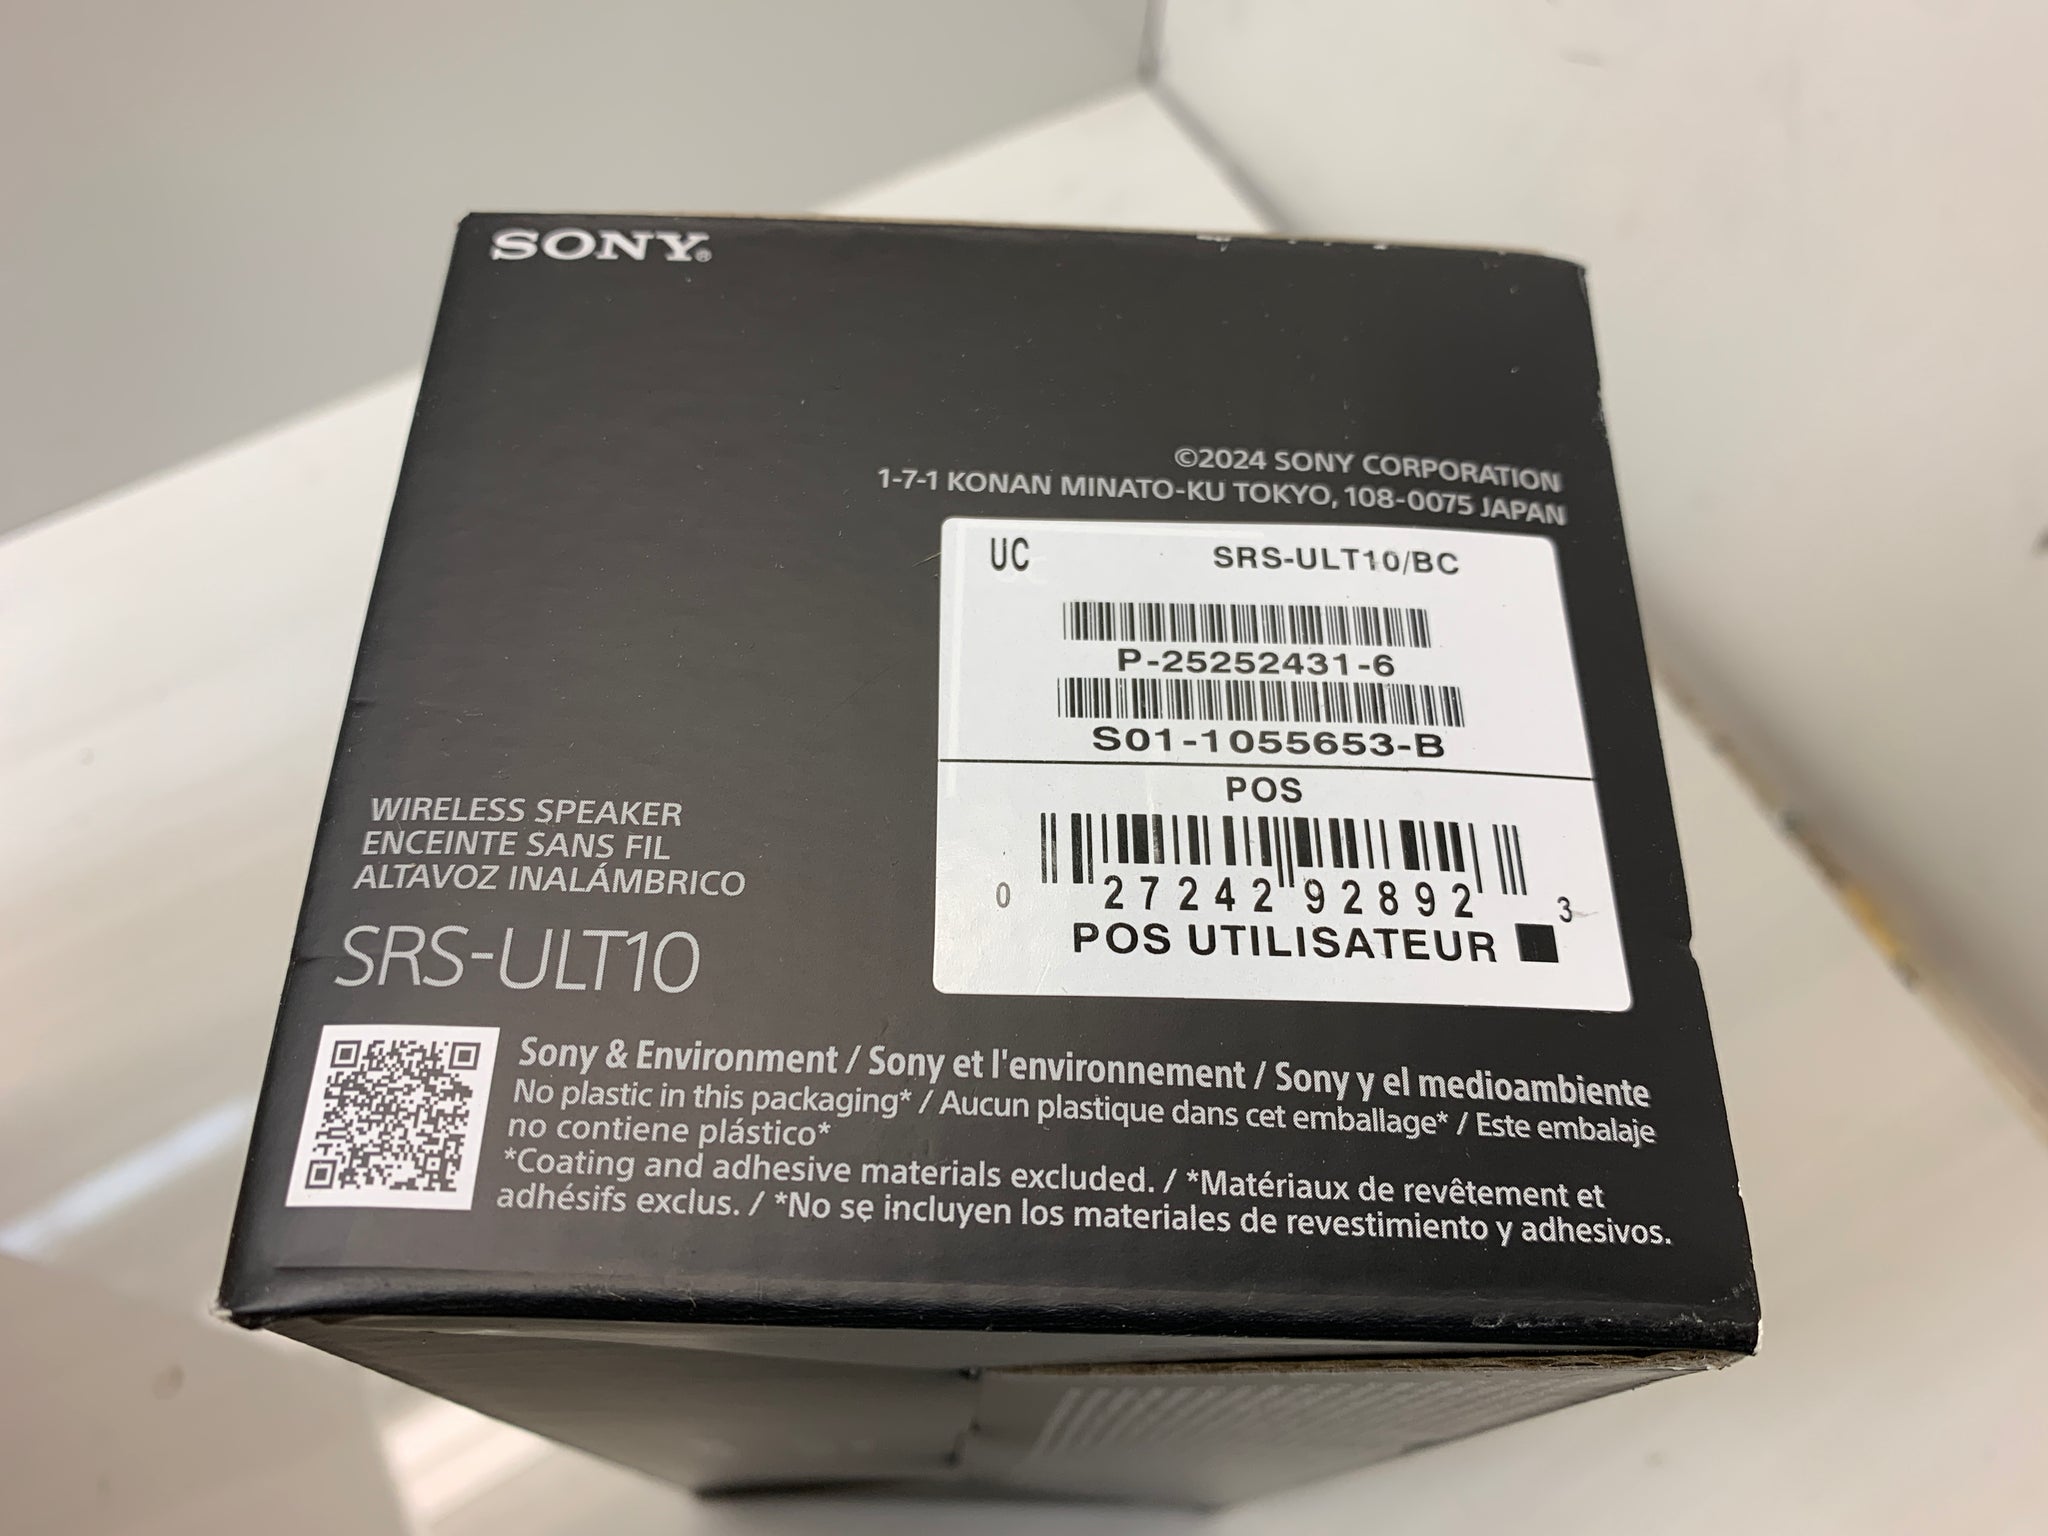 SONY®
©2024 SONY CORPORATION
1-7-1 KONAN MINATO-KU TOKYO, 108-0075 JAPAN
UC SRS-ULT10/BC
P-25252431-6
S01-1055653-B
POS
0 27242 92892 3
POS UTILISATEUR
WIRELESS SPEAKER
ENCEINTE SANS FIL
ALTAVOZ INALÁMBRICO
SRS-ULT10
Sony & Environment / Sony et l'environnement / Sony y el medioambiente
No plastic in this packaging* / Aucun plastique dans cet emballage* / Este embalaje
no contiene plástico*
*Coating and adhesive materials excluded. / *Matériaux de revêtement et
adhésifs exclus. / *No se incluyen los materiales de revestimiento y adhesivos.